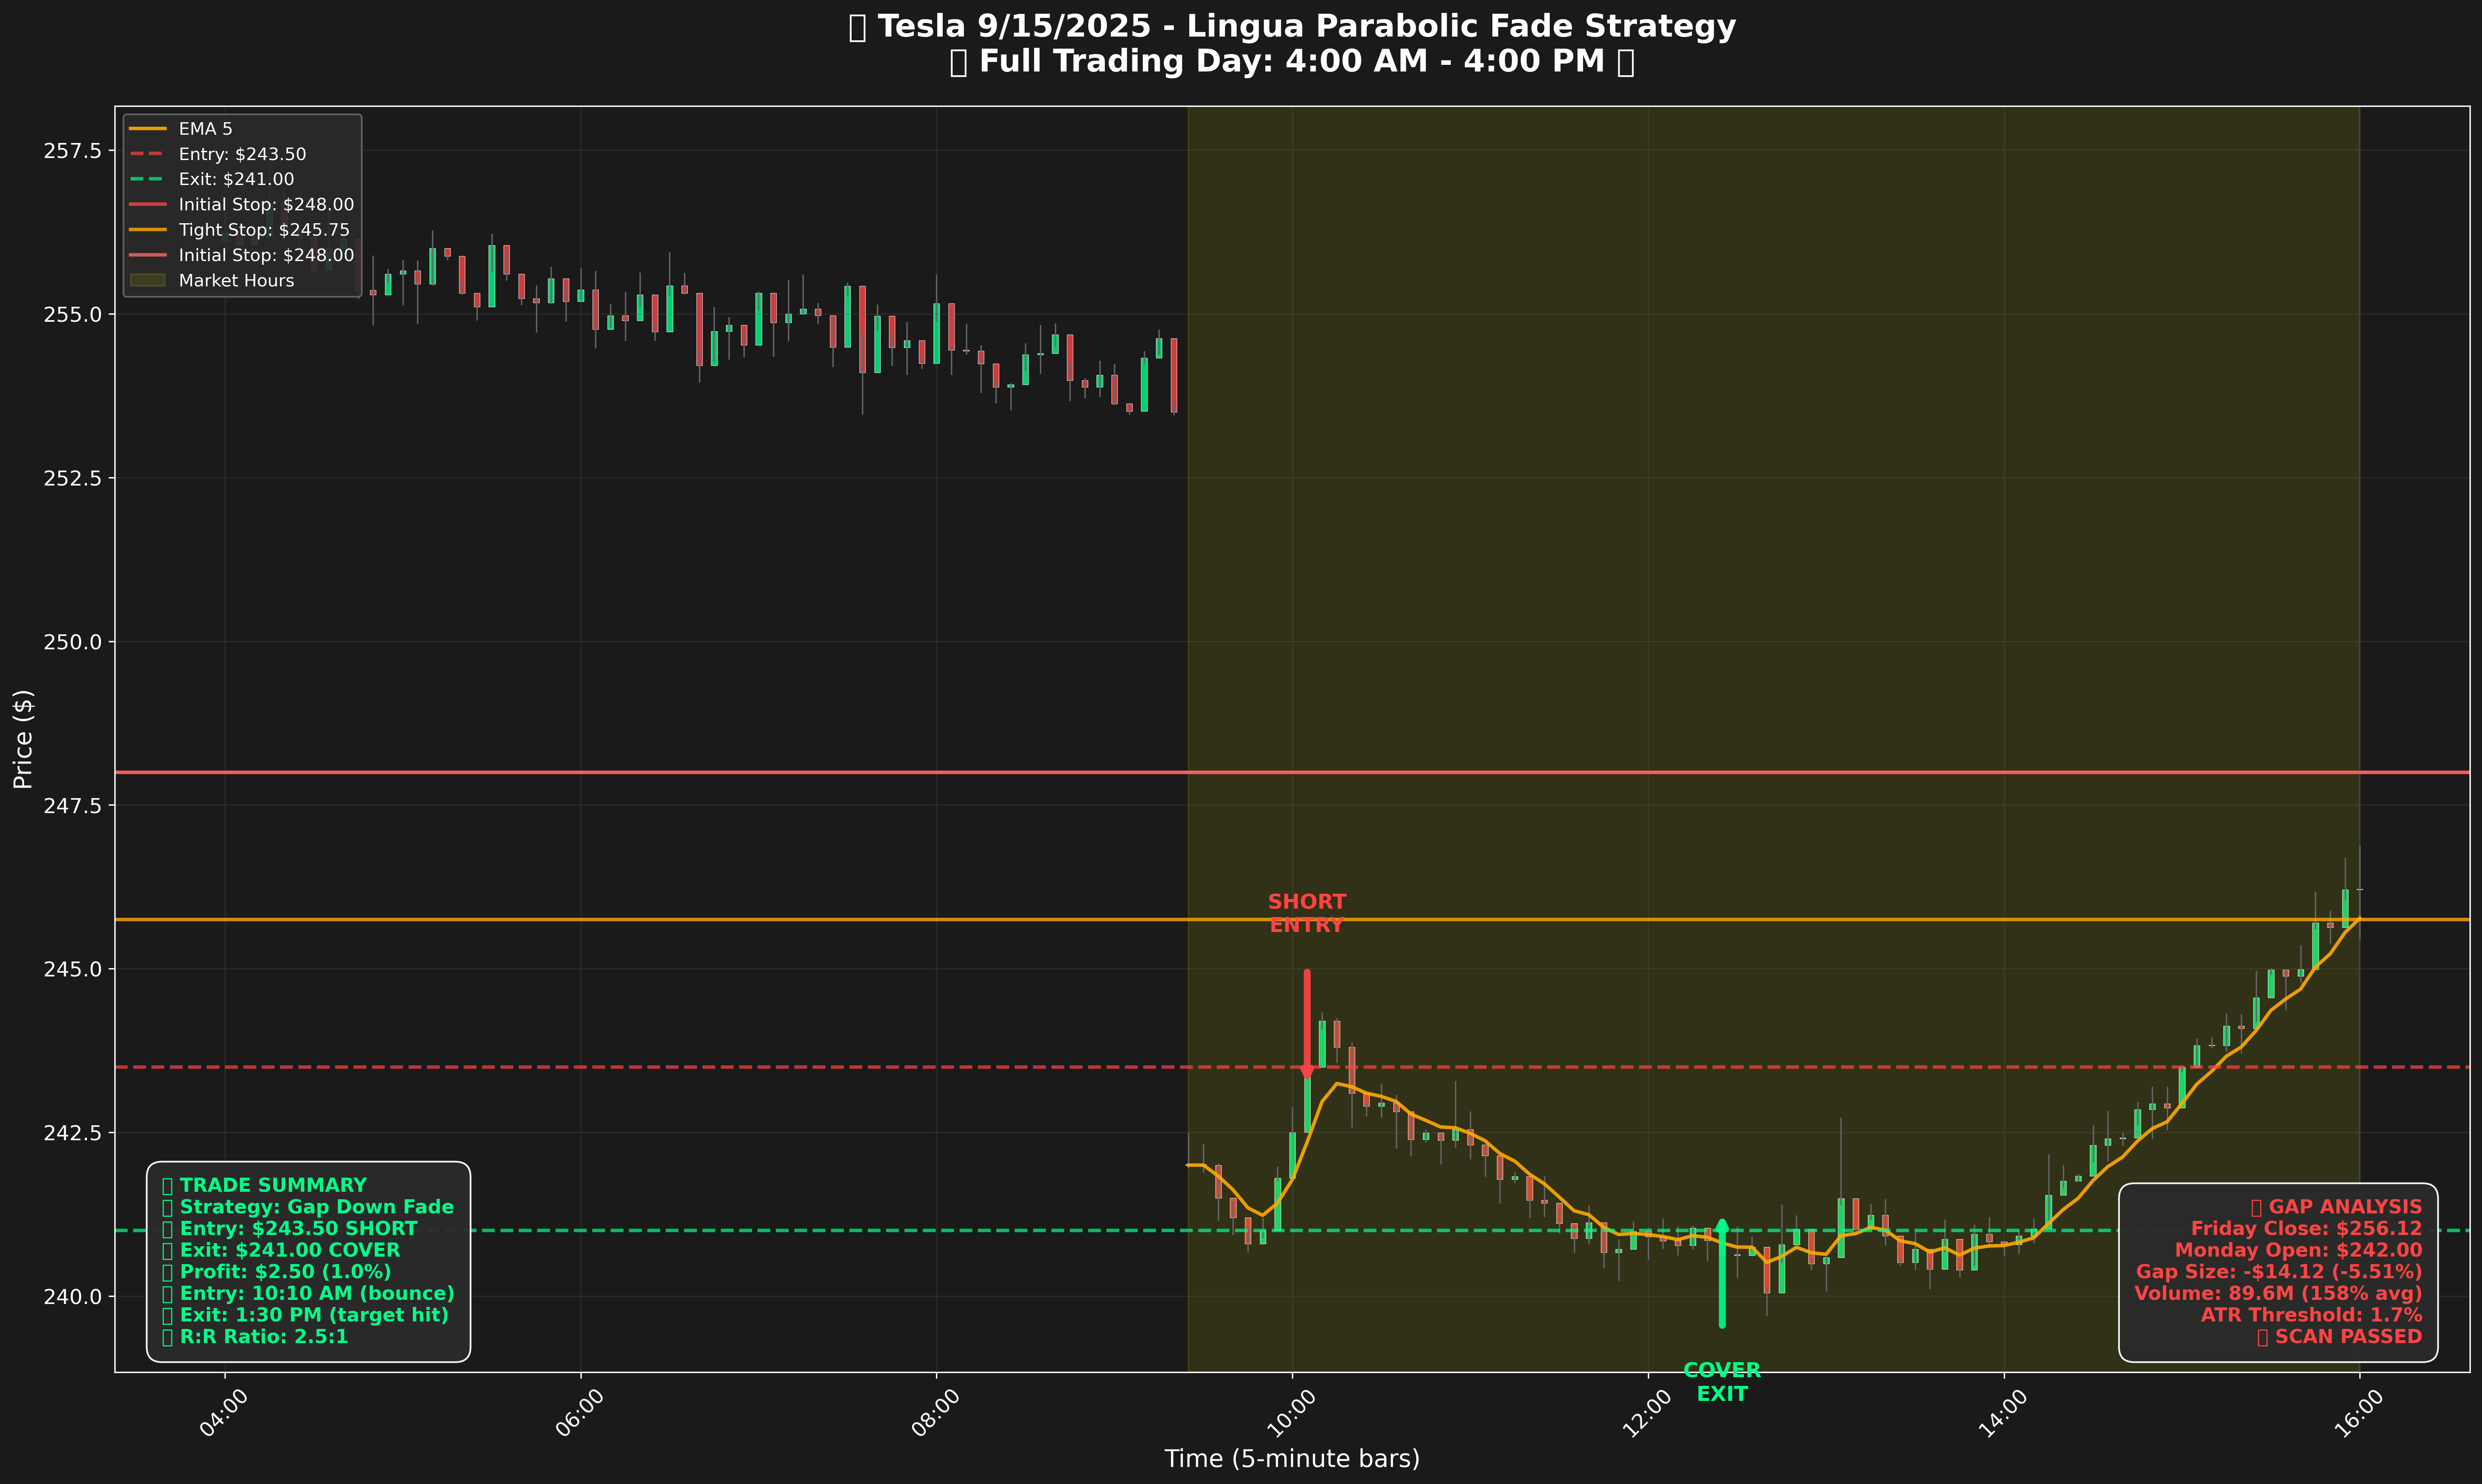 Tesla 9/15/2025 - Lingua Parabolic Fade Strategy
Full Trading Day: 4:00 AM - 4:00 PM
EMA 5
Entry: $243.50
Exit: $241.00
Initial Stop: $248.00
Tight Stop: $245.75
Initial Stop: $248.00
Market Hours
257.5
255.0
252.5
250.0
247.5
245.0
242.5
240.0
Price ($)
SHORT
ENTRY
TRADE SUMMARY
Strategy: Gap Down Fade
Entry: $243.50 SHORT
Exit: $241.00 COVER
Profit: $2.50 (1.0%)
Entry: 10:10 AM (bounce)
Exit: 1:30 PM (target hit)
R:R Ratio: 2.5:1
GAP ANALYSIS
Friday Close: $256.12
Monday Open: $242.00
Gap Size: -$14.12 (-5.51%)
Volume: 89.6M (158% avg)
ATR Threshold: 1.7%
SCAN PASSED
COVER
EXIT
04:00
06:00
08:00
10:00
12:00
14:00
16:00
Time (5-minute bars)